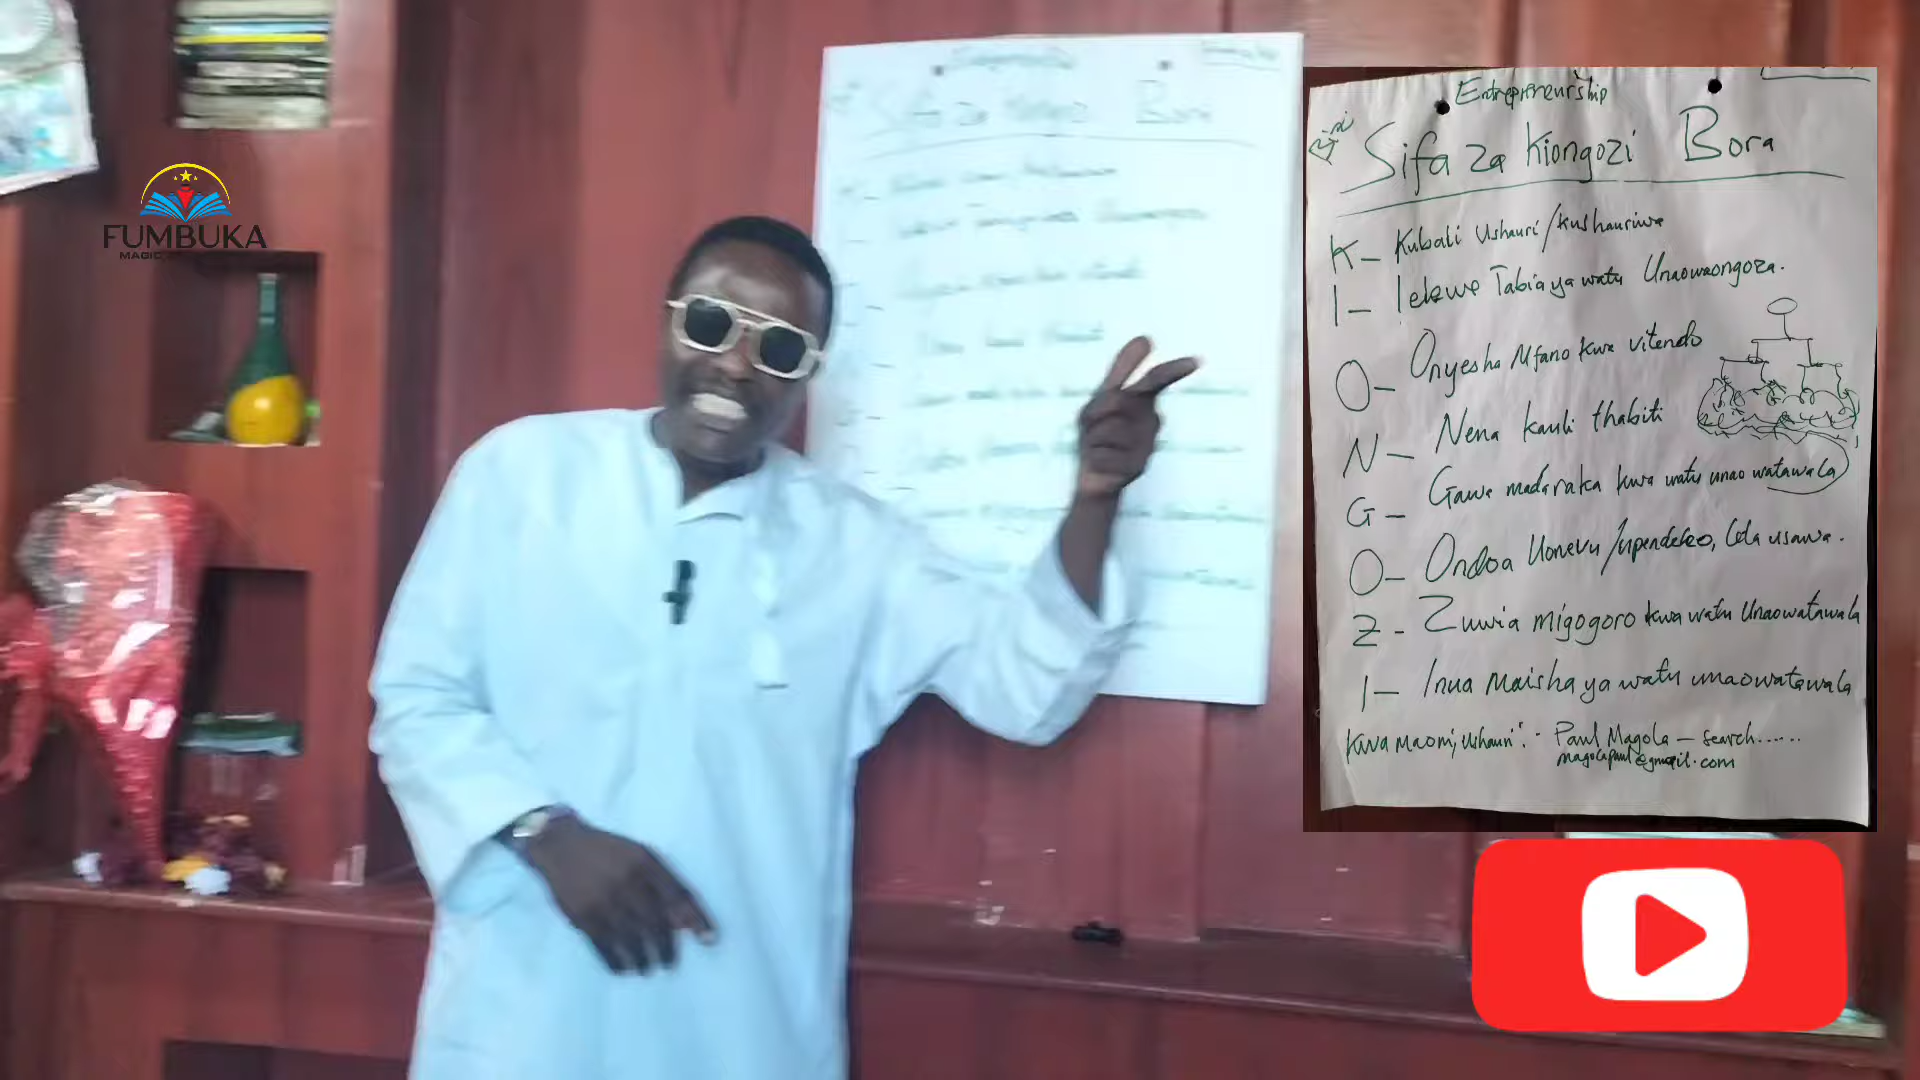 FUMBUKA
MAGIC
Entrepreneurship
Sifa za Kiongozi Bora
K- Kubali Ushauri/kushauriwa
I- Ielewe Tabia ya watu Unaowaongoza.
O- Onyesha Mfano kwa vitendo
N- Nena kauli thabiti
G- Gawa madaraka kwa watu unao watawala
O- Ondoa Uonevu/upendeleo, Leta usawa.
Z- Zuwia migogoro kwa watu Unaowatawala
I- Inua Maisha ya watu unaowatawala
Kwa Maoni, Ushauri:- Paul Magola - search......
magolapaul@gmail.com